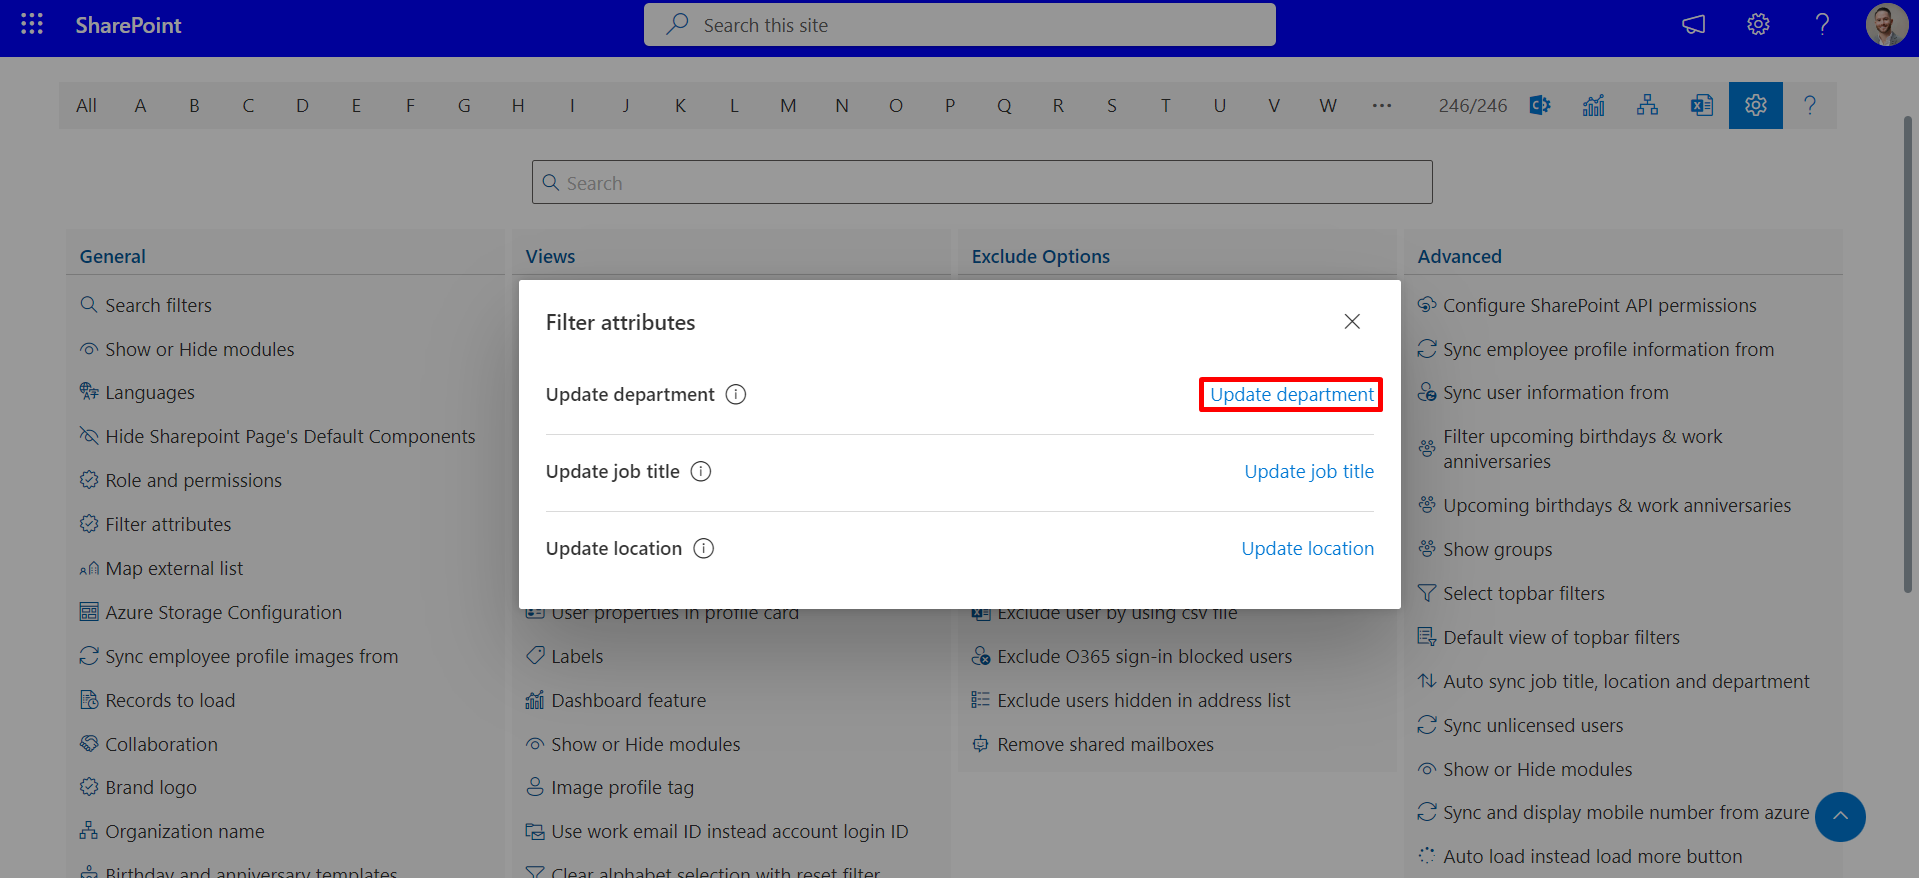 SharePoint
Search this site
All A B C D E F G H I J K L M N O P Q R S T U V W ... 246/246
Search
General
Views
Exclude Options
Advanced
Search filters
Show or Hide modules
Languages
Hide Sharepoint Page's Default Components
Role and permissions
Filter attributes
Map external list
Azure Storage Configuration
Sync employee profile images from
Records to load
Collaboration
Brand logo
Organization name
Birthday and anniversary templates
Filter attributes
Update department
Update department
Update job title
Update job title
Update location
Update location
User properties in profile card
Labels
Dashboard feature
Show or Hide modules
Image profile tag
Use work email ID instead account login ID
Clear alphabet selection with reset filter
Exclude user by using csv file
Exclude O365 sign-in blocked users
Exclude users hidden in address list
Remove shared mailboxes
Configure SharePoint API permissions
Sync employee profile information from
Sync user information from
Filter upcoming birthdays & work
anniversaries
Upcoming birthdays & work anniversaries
Show groups
Select topbar filters
Default view of topbar filters
Auto sync job title, location and department
Sync unlicensed users
Show or Hide modules
Sync and display mobile number from azure
Auto load instead load more button